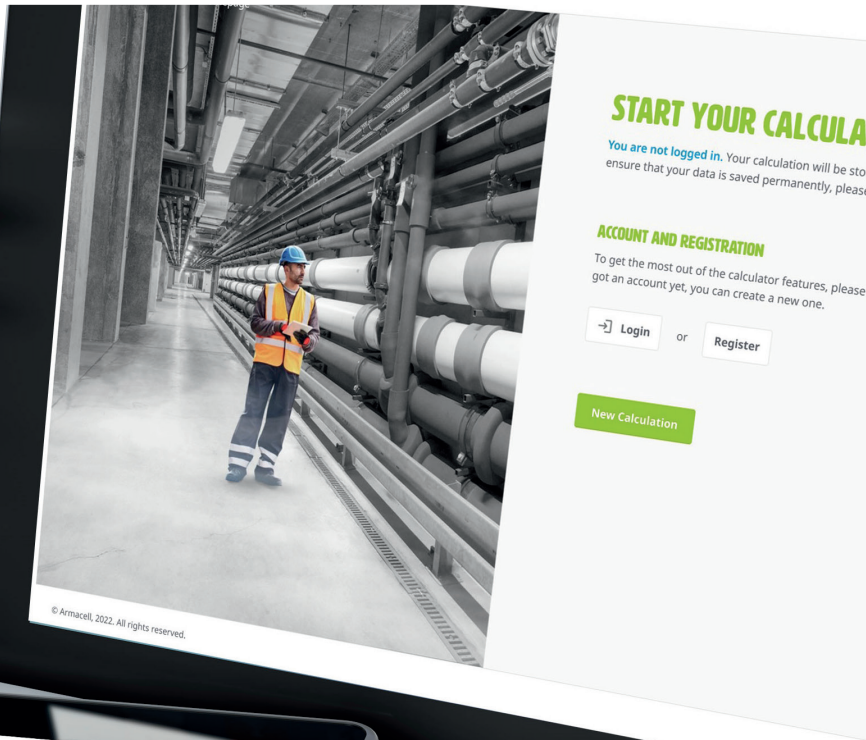 START YOUR CALCULA
You are not logged in. Your calculation will be sto
ensure that your data is saved permanently, please
ACCOUNT AND REGISTRATION
To get the most out of the calculator features, please
got an account yet, you can create a new one.
Login or Register
New Calculation
© Armacell, 2022. All rights reserved.